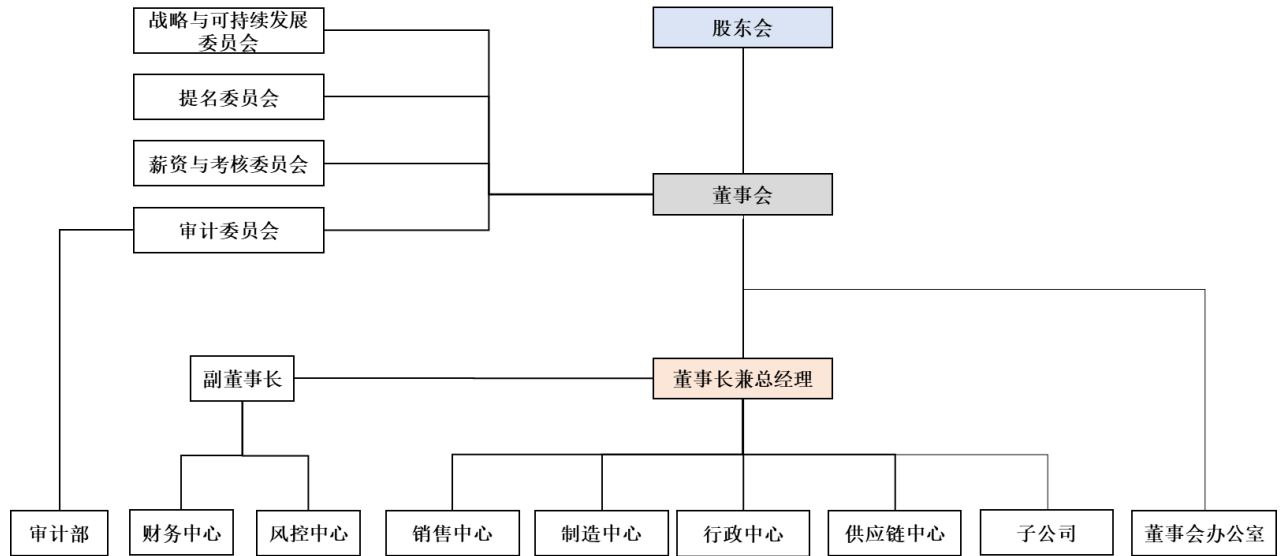 战略与可持续发展
委员会
股东会
提名委员会
薪资与考核委员会
董事会
审计委员会
副董事长
董事长兼总经理
审计部
财务中心
风控中心
销售中心
制造中心
行政中心
供应链中心
子公司
董事会办公室